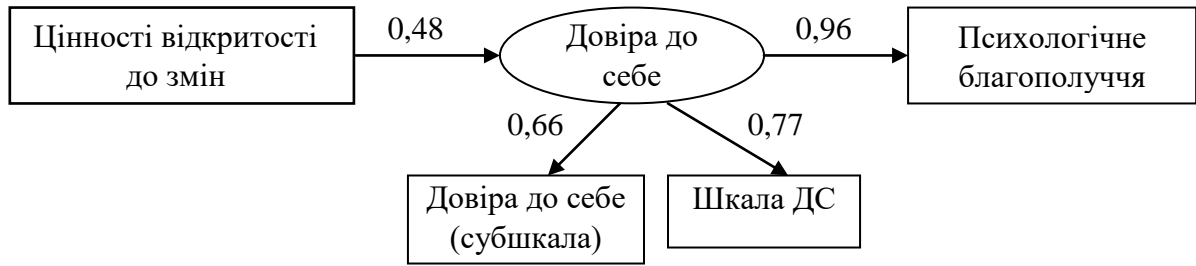 Цінності відкритості
до змін
0,48
Довіра до
себе
0,96
Психологічне
благополуччя
0,66
0,77
Довіра до себе
(субшкала)
Шкала ДС